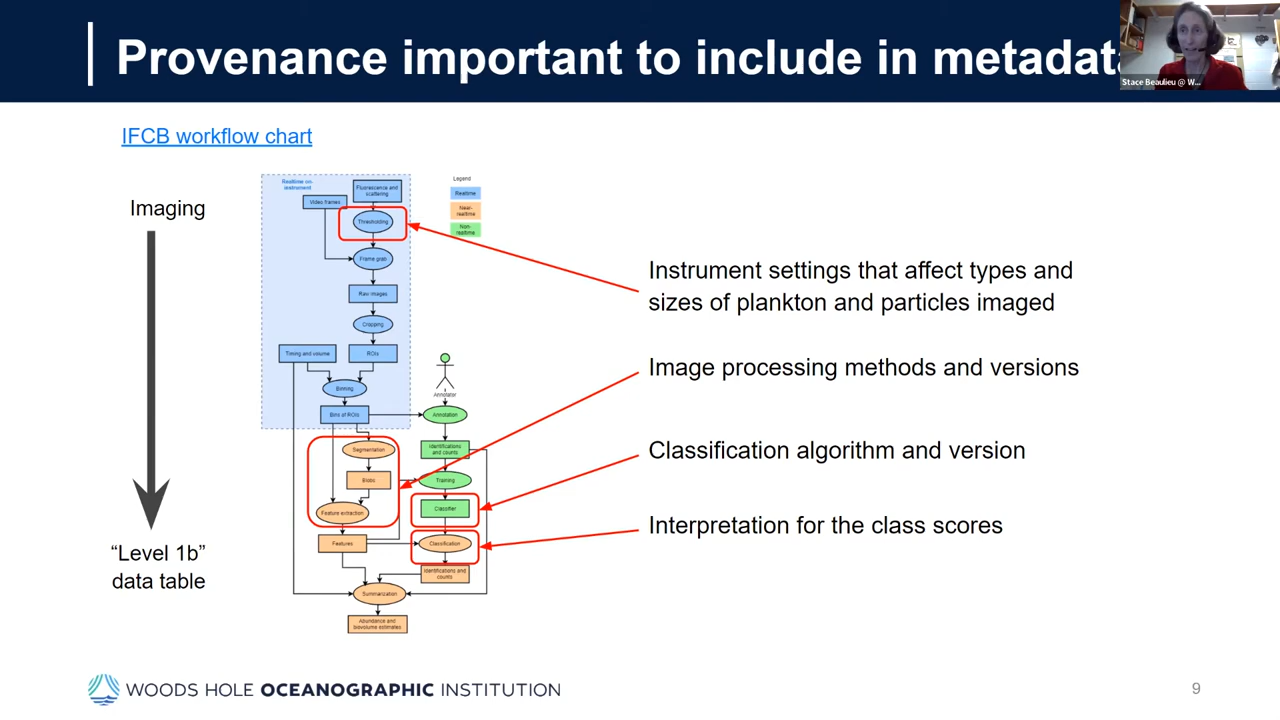 Provenance important to include in metadata
Stace Beaulieu @ W...
IFCB workflow chart
Imaging
"Level 1b"
data table
Realtime on-
instrument
Fluorescence and
scattering
Video frames
Thresholding
Frame grab
Raw images
Cropping
Timing and volume
ROIs
Binning
Bins of ROIs
Legend
Realtime
Near-
realtime
Non-
realtime
Annotator
Annotation
Identifications
and counts
Training
Classifier
Segmentation
Blobs
Feature extraction
Features
Classification
Identifications and
counts
Summarization
Abundance and
biovolume estimates
Instrument settings that affect types and
sizes of plankton and particles imaged
Image processing methods and versions
Classification algorithm and version
Interpretation for the class scores
WOODS HOLE OCEANOGRAPHIC INSTITUTION
9